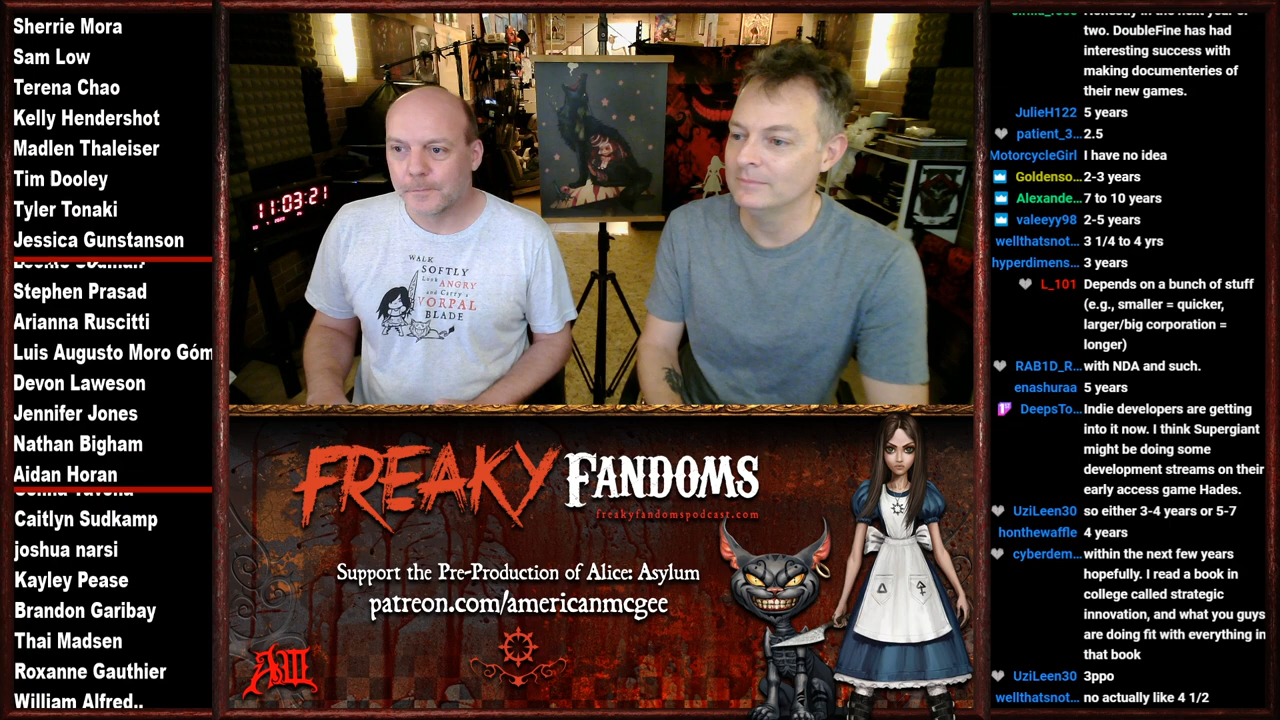 Sherrie Mora
Sam Low
Terena Chao
Kelly Hendershot
Madlen Thaleiser
Tim Dooley
Tyler Tonaki
Jessica Gunstanson
Stephen Prasad
Arianna Ruscitti
Luis Augusto Moro Góm
Devon Laweson
Jennifer Jones
Nathan Bigham
Aidan Horan
Caitlyn Sudkamp
joshua narsi
Kayley Pease
Brandon Garibay
Thai Madsen
Roxanne Gauthier
William Alfred..
11:03:21
WALK
SOFTLY
Look ANGRY
and Carry a
VORPAL
BLADE
FREAKY FANDOMS
freakyfandomspodcast.com
Support the Pre-Production of Alice: Asylum
patreon.com/americanmcgee
two. DoubleFine has had
interesting success with
making documenteries of
their new games.
JulieH122 5 years
patient_3... 2.5
MotorcycleGirl I have no idea
Goldenso... 2-3 years
Alexande... 7 to 10 years
valeeyy98 2-5 years
wellthatsnot... 3 1/4 to 4 yrs
hyperdimens... 3 years
L_101 Depends on a bunch of stuff
(e.g., smaller = quicker,
larger/big corporation =
longer)
RAB1D_R... with NDA and such.
enashuraa 5 years
DeepsTo... Indie developers are getting
into it now. I think Supergiant
might be doing some
development streams on their
early access game Hades.
UziLeen30 so either 3-4 years or 5-7
honthewaffle 4 years
cyberdem... within the next few years
hopefully. I read a book in
college called strategic
innovation, and what you guys
are doing fit with everything in
that book
UziLeen30 3ppo
wellthatsnot... no actually like 4 1/2